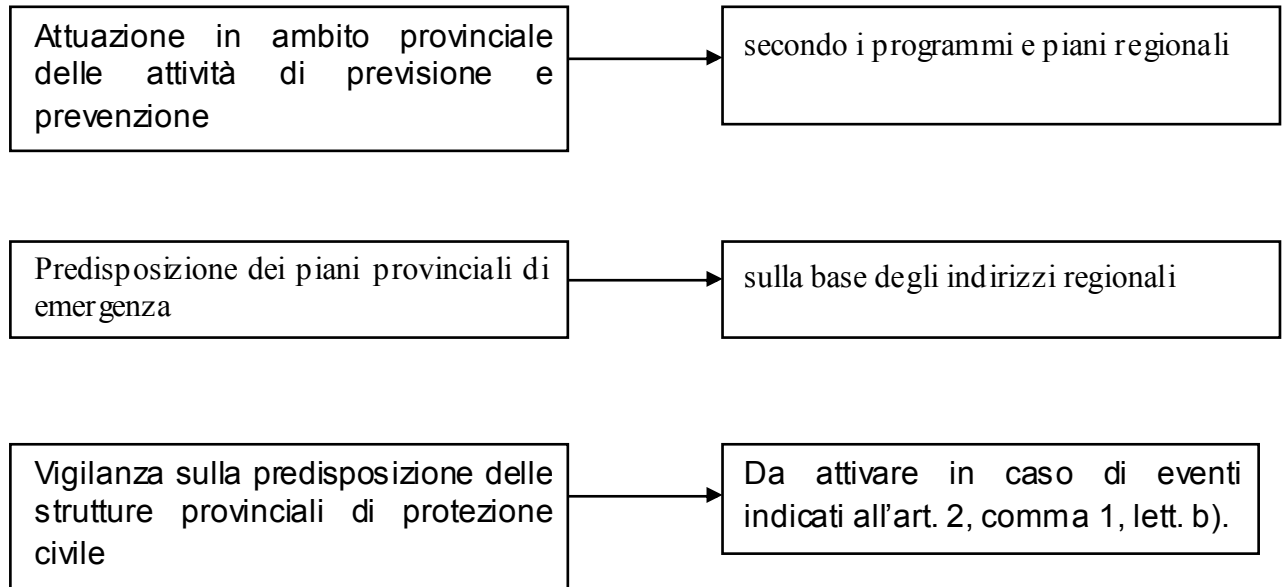 Attuazione in ambito provinciale
delle attività di previsione e
prevenzione
secondo i programmi e piani regionali
Predisposizione dei piani provinciali di
emergenza
sulla base degli indirizzi regionali
Vigilanza sulla predisposizione delle
strutture provinciali di protezione
civile
Da attivare in caso di eventi
indicati all’art. 2, comma 1, lett. b).